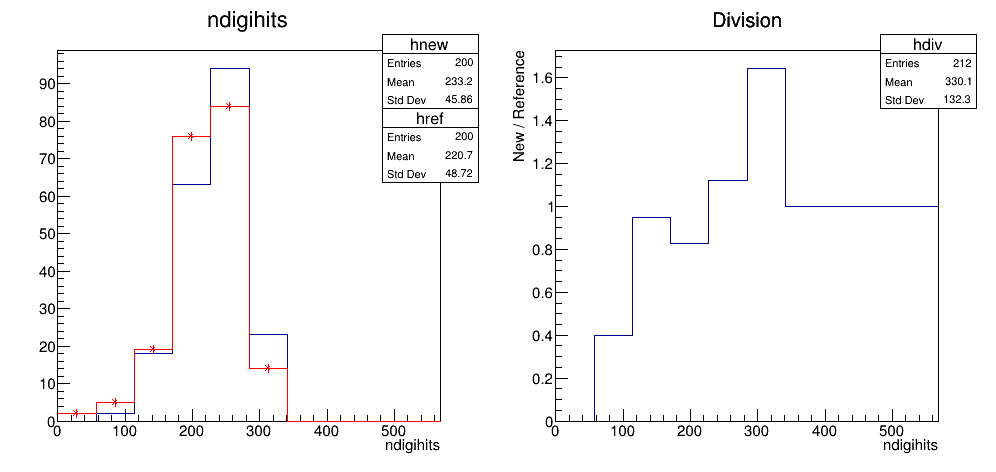 ndigihits
hnew
Entries 200
Mean 233.2
Std Dev 45.86
href
Entries 200
Mean 220.7
Std Dev 48.72
90
80
70
60
50
40
30
20
10
0
0 100 200 300 400 500
ndigihits
Division
hdiv
Entries 212
Mean 330.1
Std Dev 132.3
New / Reference
1.6
1.4
1.2
1
0.8
0.6
0.4
0.2
0
0 100 200 300 400 500
ndigihits